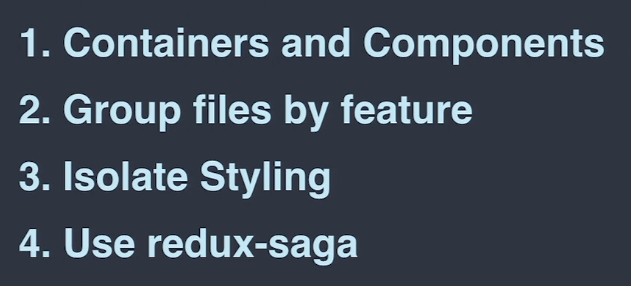 1. Containers and Components
2. Group files by feature
3. Isolate Styling
4. Use redux-saga